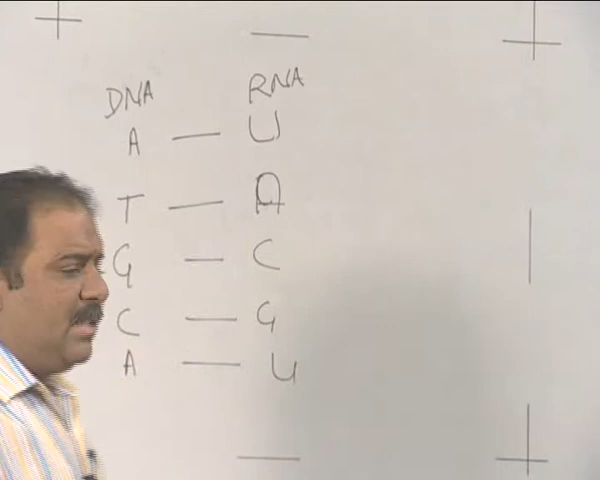 DNA RNA
A — U
T — A
G — C
C — G
A — U